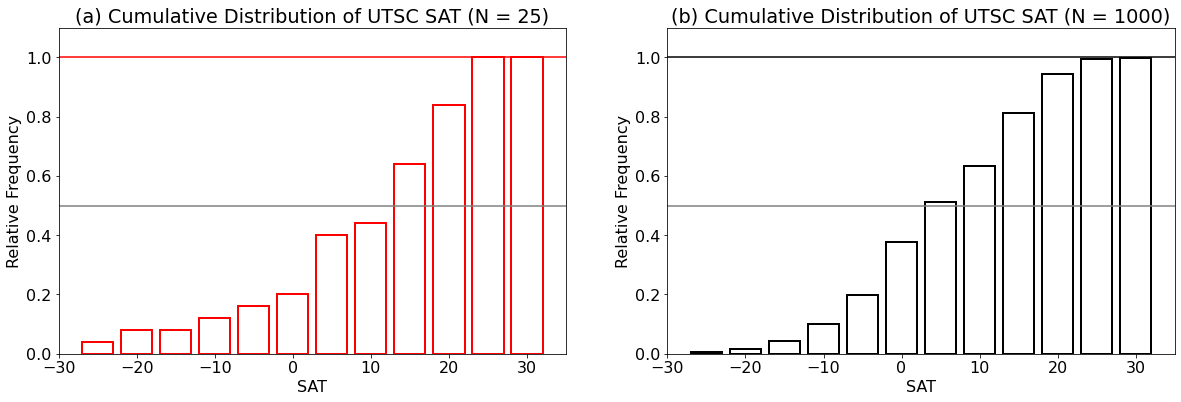 (a) Cumulative Distribution of UTSC SAT (N = 25)
Relative Frequency
1.0
0.8
0.6
0.4
0.2
0.0
−30 −20 −10 0 10 20 30
SAT
(b) Cumulative Distribution of UTSC SAT (N = 1000)
Relative Frequency
1.0
0.8
0.6
0.4
0.2
0.0
−30 −20 −10 0 10 20 30
SAT